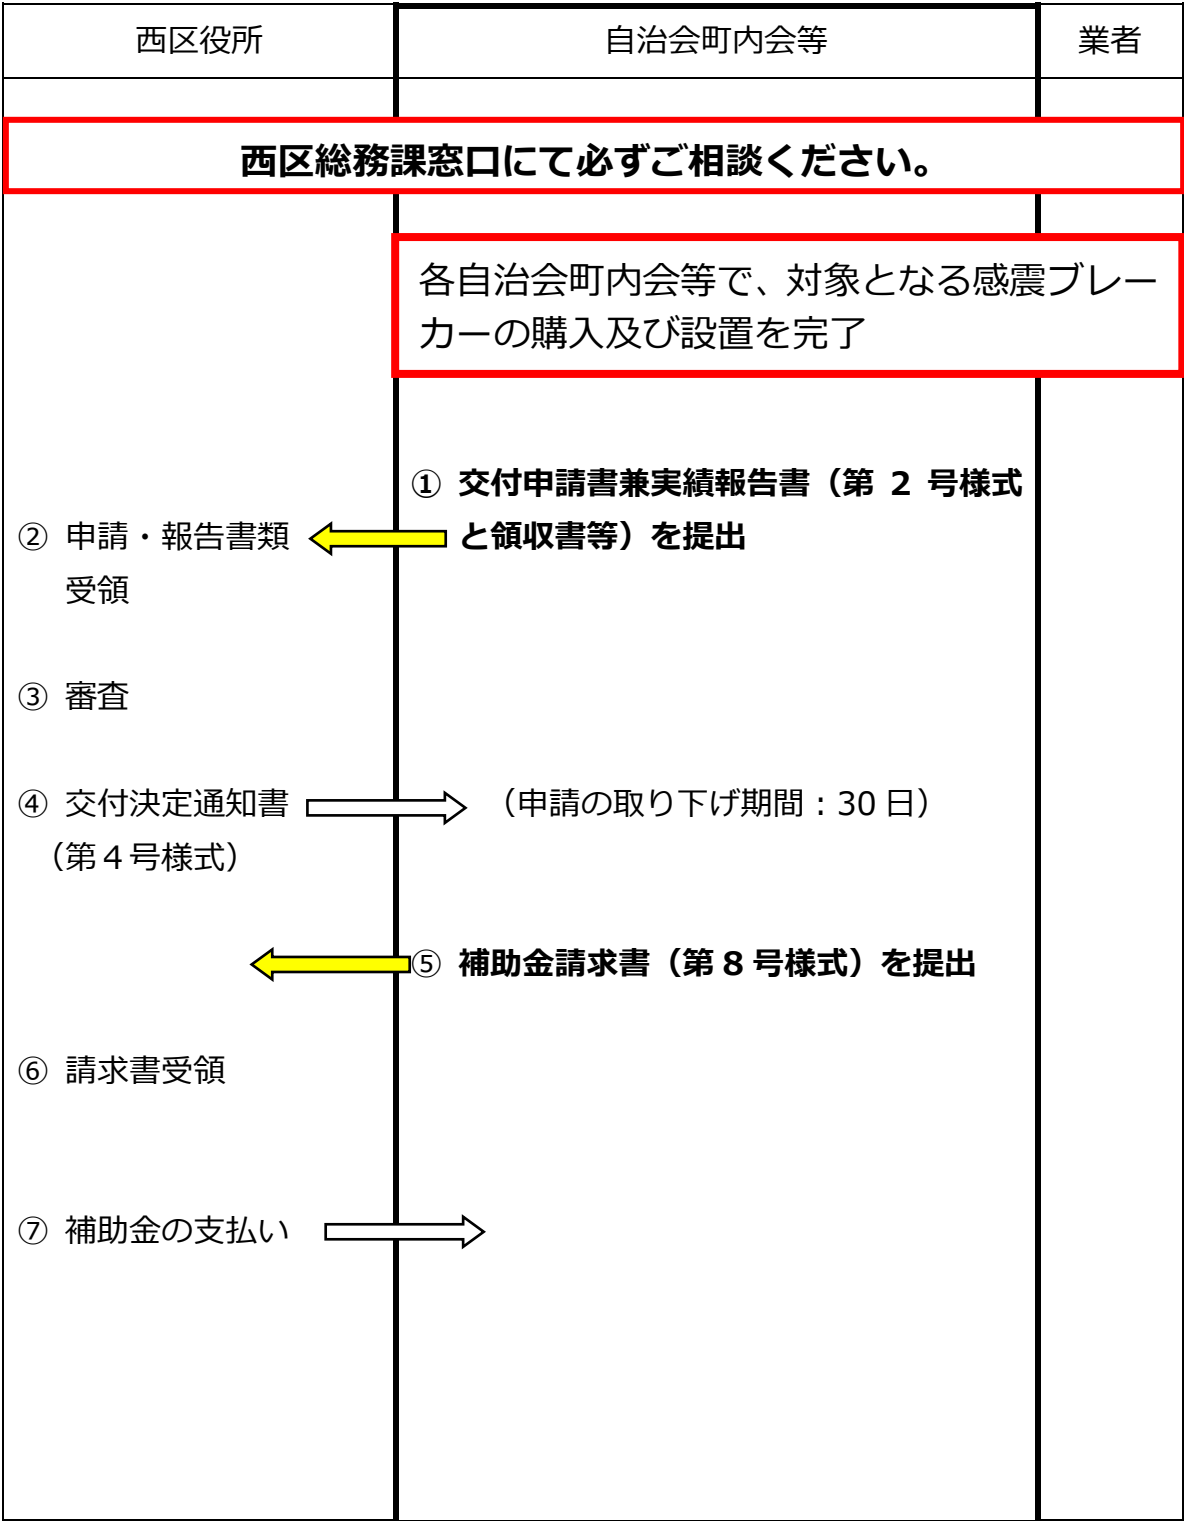 西区役所
自治会町内会等
業者
西区総務課窓口にて必ずご相談ください。
各自治会町内会等で、対象となる感震ブレー
カーの購入及び設置を完了
① 交付申請書兼実績報告書（第 2 号様式
と領収書等）を提出
② 申請・報告書類
受領
③ 審査
④ 交付決定通知書
（第４号様式）
（申請の取り下げ期間：30 日）
⑤ 補助金請求書（第８号様式）を提出
⑥ 請求書受領
⑦ 補助金の支払い